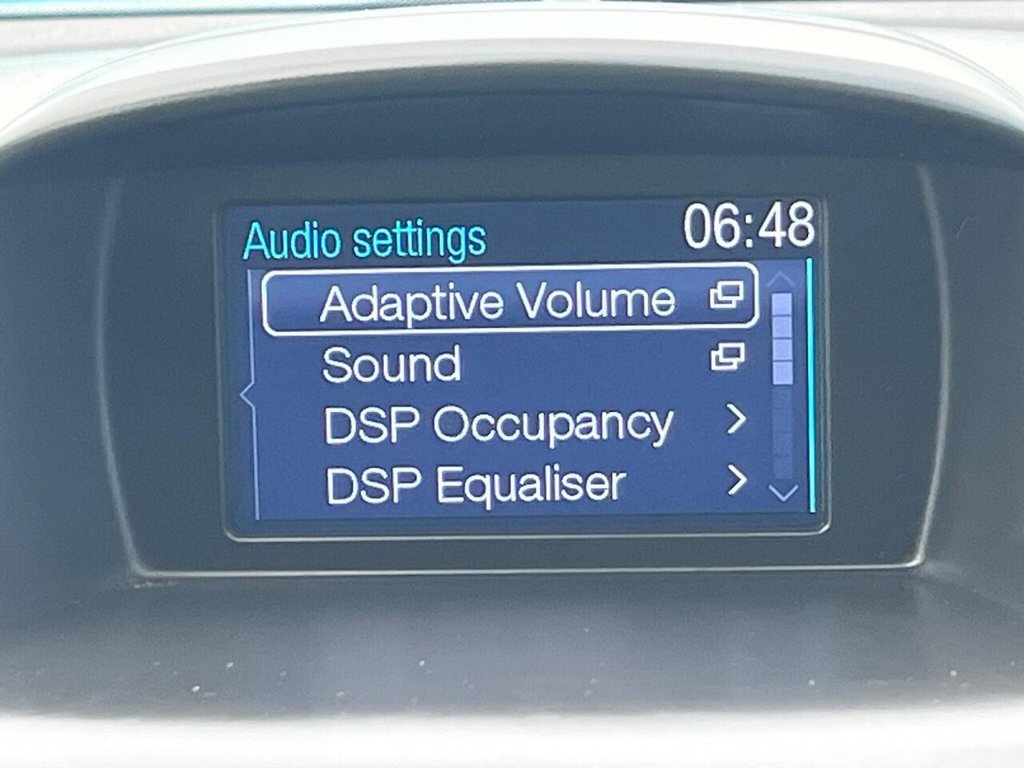 Audio settings 06:48
Adaptive Volume
Sound
DSP Occupancy
DSP Equaliser